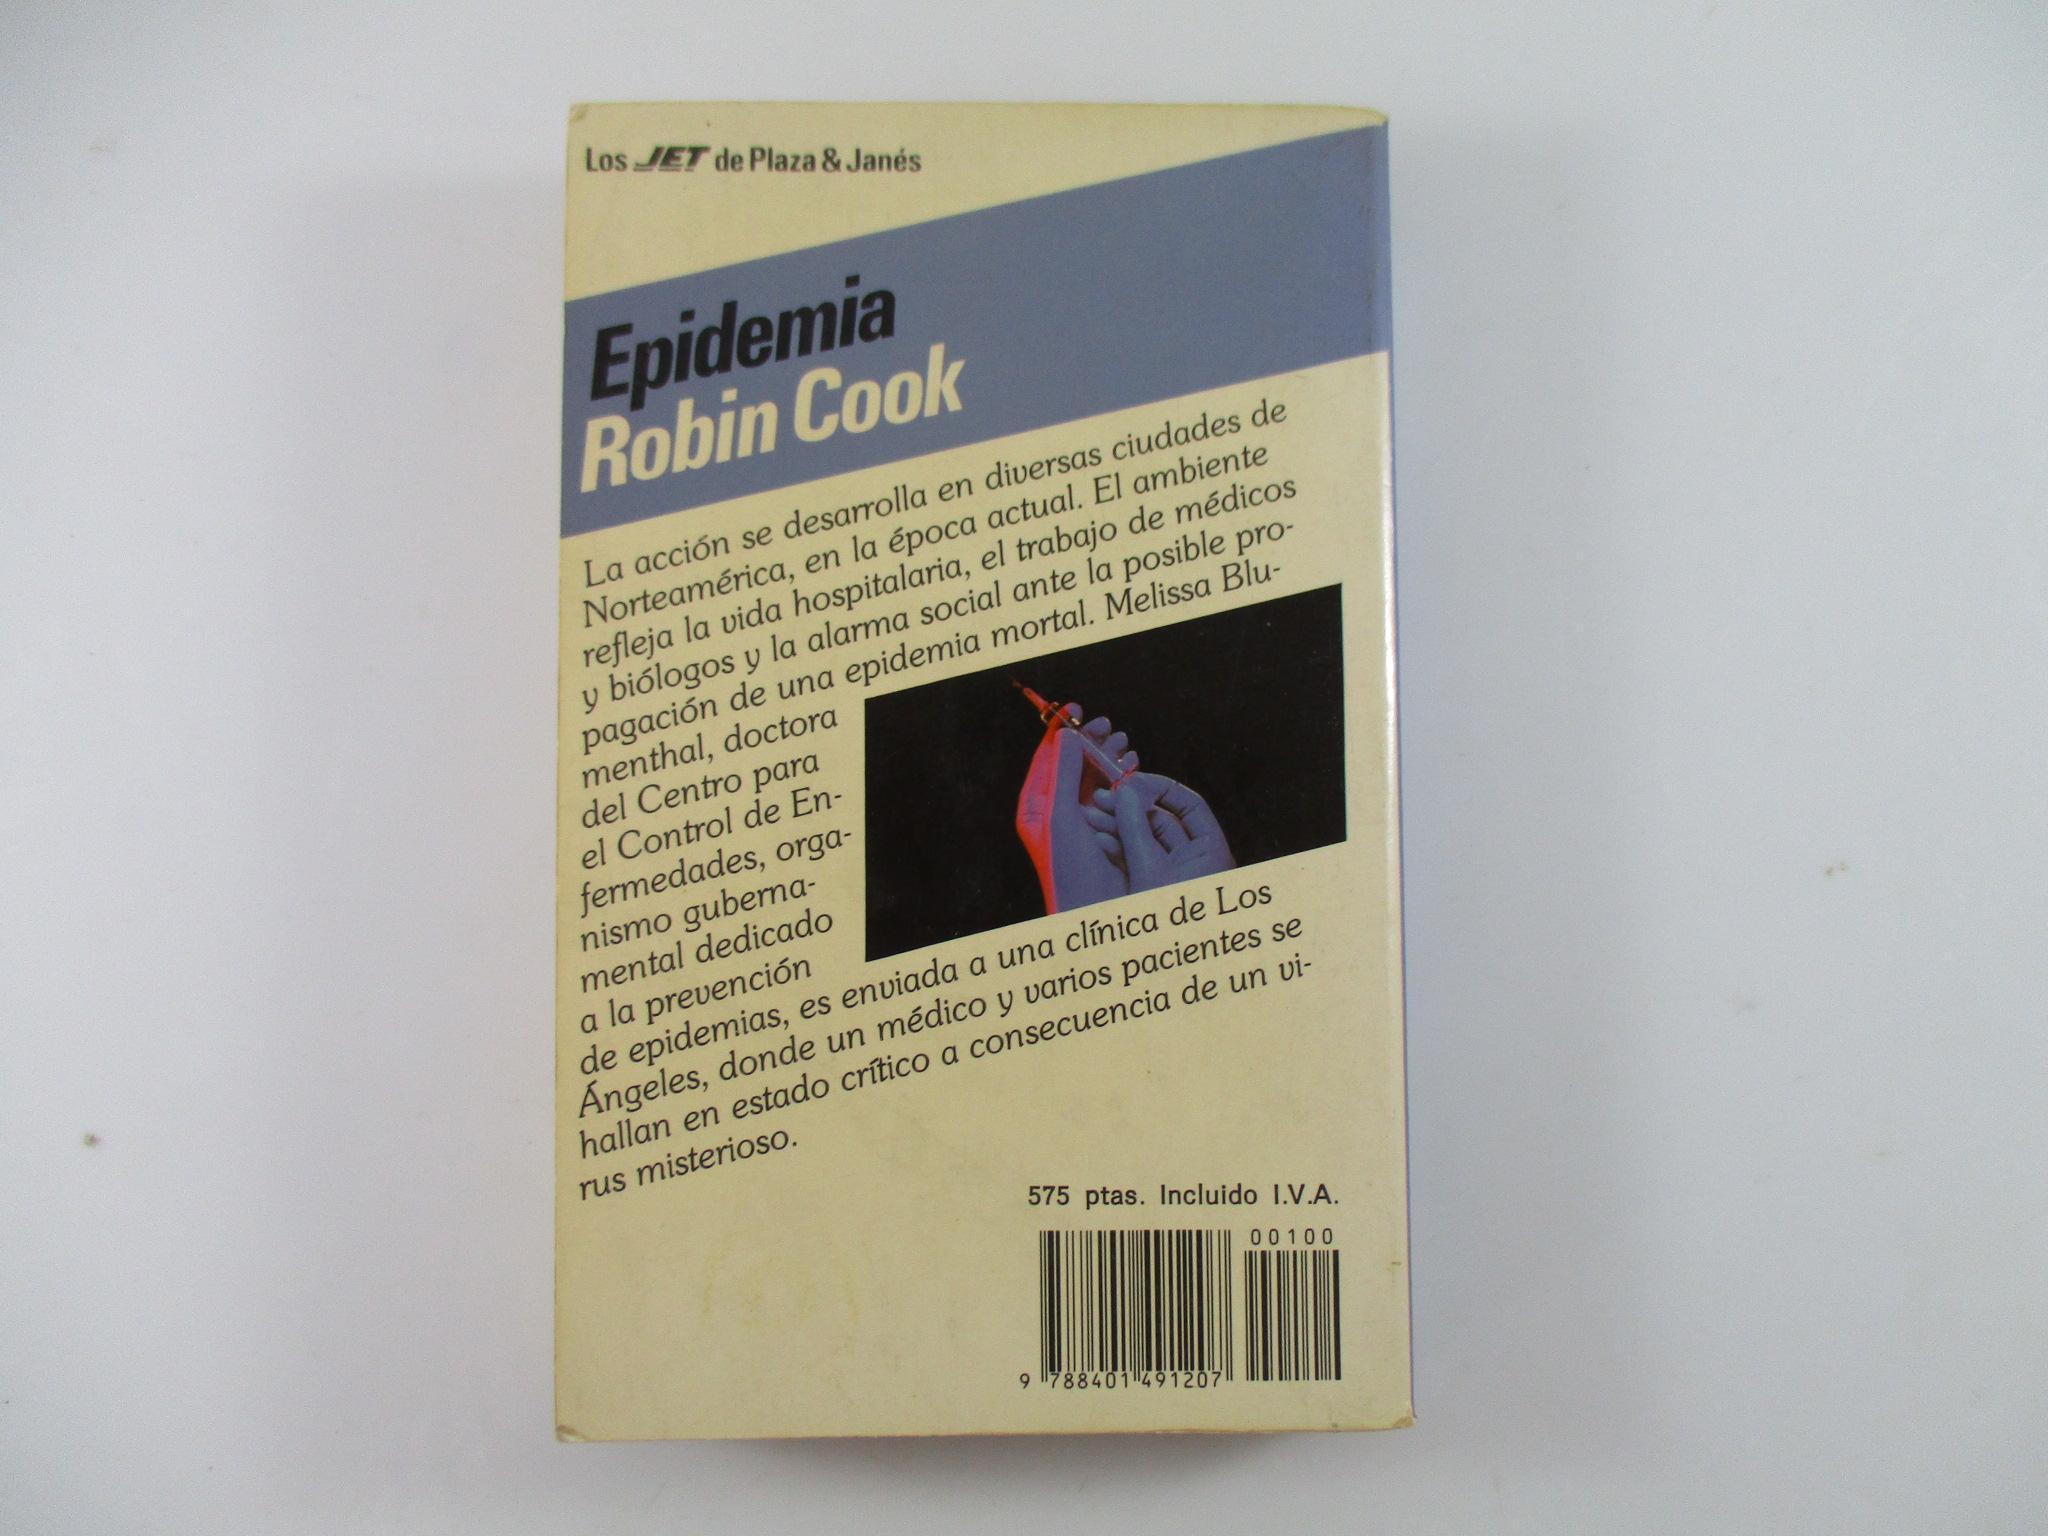 Los JET de Plaza & Janés
Epidemia
Robin Cook
La acción se desarrolla en diversas ciudades de
Norteamérica, en la época actual. El ambiente
refleja la vida hospitalaria, el trabajo de médicos
y biólogos y la alarma social ante la posible pro-
pagación de una epidemia mortal. Melissa Blu-
menthal, doctora
del Centro para
el Control de En-
fermedades, orga-
nismo guberna-
mental dedicado
a la prevención
de epidemias, es enviada a una clínica de Los
Ángeles, donde un médico y varios pacientes se
hallan en estado crítico a consecuencia de un vi-
rus misterioso.
575 ptas. Incluido I.V.A.
00100
9 788401 491207